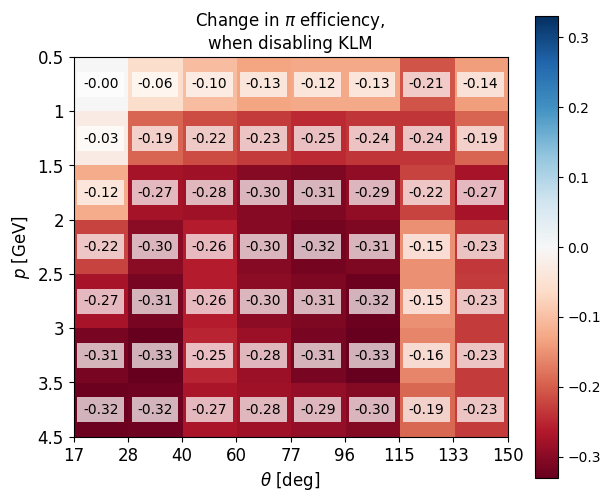 Change in π efficiency,
when disabling KLM
0.5
1
1.5
2
2.5
3
3.5
4.5
p [GeV]
-0.00 -0.06 -0.10 -0.13 -0.12 -0.13 -0.21 -0.14
-0.03 -0.19 -0.22 -0.23 -0.25 -0.24 -0.24 -0.19
-0.12 -0.27 -0.28 -0.30 -0.31 -0.29 -0.22 -0.27
-0.22 -0.30 -0.26 -0.30 -0.32 -0.31 -0.15 -0.23
-0.27 -0.31 -0.26 -0.30 -0.31 -0.32 -0.15 -0.23
-0.31 -0.33 -0.25 -0.28 -0.31 -0.33 -0.16 -0.23
-0.32 -0.32 -0.27 -0.28 -0.29 -0.30 -0.19 -0.23
17 28 40 60 77 96 115 133 150
θ [deg]
0.3
0.2
0.1
0.0
−0.1
−0.2
−0.3